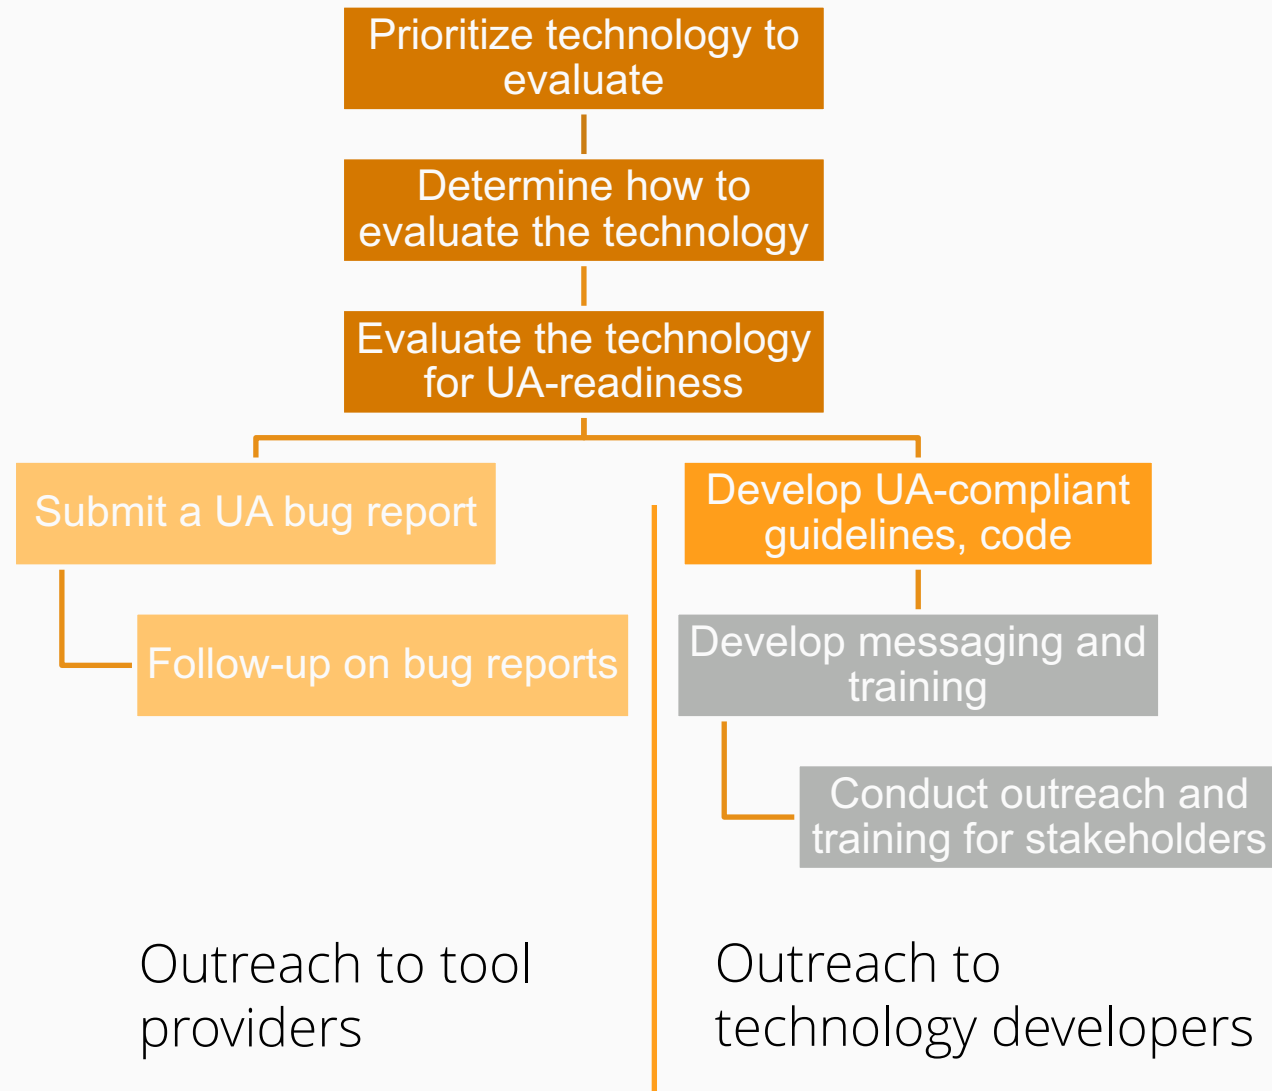 Prioritize technology to
evaluate
Determine how to
evaluate the technology
Evaluate the technology
for UA-readiness
Submit a UA bug report
Follow-up on bug reports
Develop UA-compliant
guidelines, code
Develop messaging and
training
Conduct outreach and
training for stakeholders
Outreach to tool
providers
Outreach to
technology developers